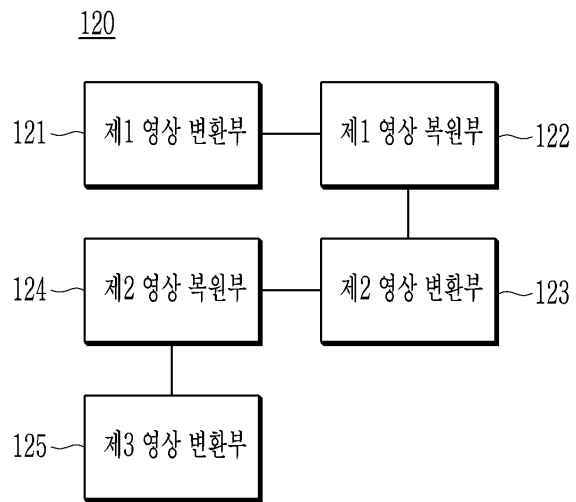 120
121 제1 영상 변환부 제1 영상 복원부 122
124 제2 영상 복원부 제2 영상 변환부 123
125 제3 영상 변환부